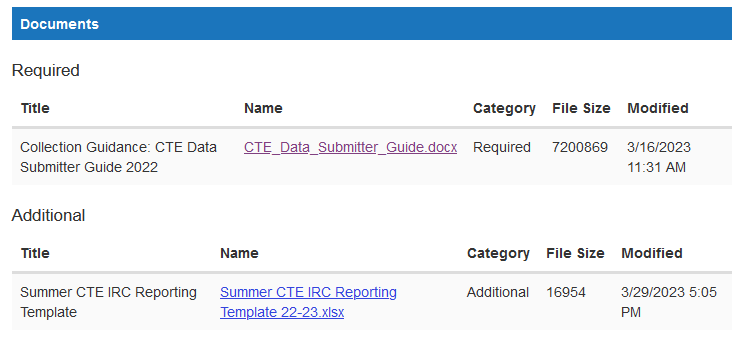 Documents
Required
Title Name Category File Size Modified
Collection Guidance: CTE Data CTE_Data_Submitter_Guide.docx Required 7200869 3/16/2023
Submitter Guide 2022 11:31 AM
Additional
Title Name Category File Size Modified
Summer CTE IRC Reporting Summer CTE IRC Reporting Additional 16954 3/29/2023 5:05
Template Template 22-23.xlsx PM